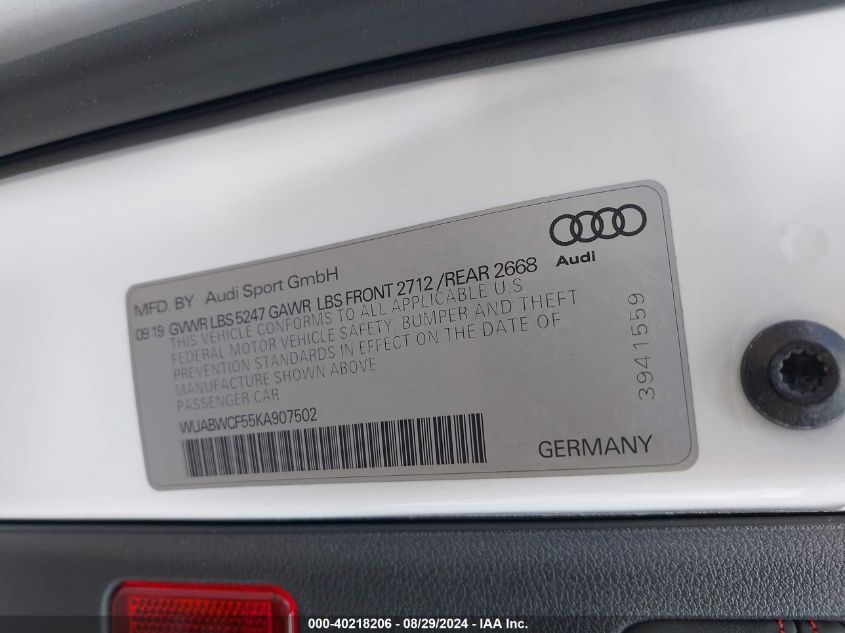 Audi
MFD. BY Audi Sport GmbH
09 19 GVWR LBS 5247 GAWR LBS FRONT 2712 /REAR 2668
THIS VEHICLE CONFORMS TO ALL APPLICABLE U.S
FEDERAL MOTOR VEHICLE SAFETY. BUMPER AND THEFT
PREVENTION STANDARDS IN EFFECT ON THE DATE OF
MANUFACTURE SHOWN ABOVE
PASSENGER CAR
WUABWCF55KA907502
3941559
GERMANY
000-40218206 - 08/29/2024 - IAA Inc.